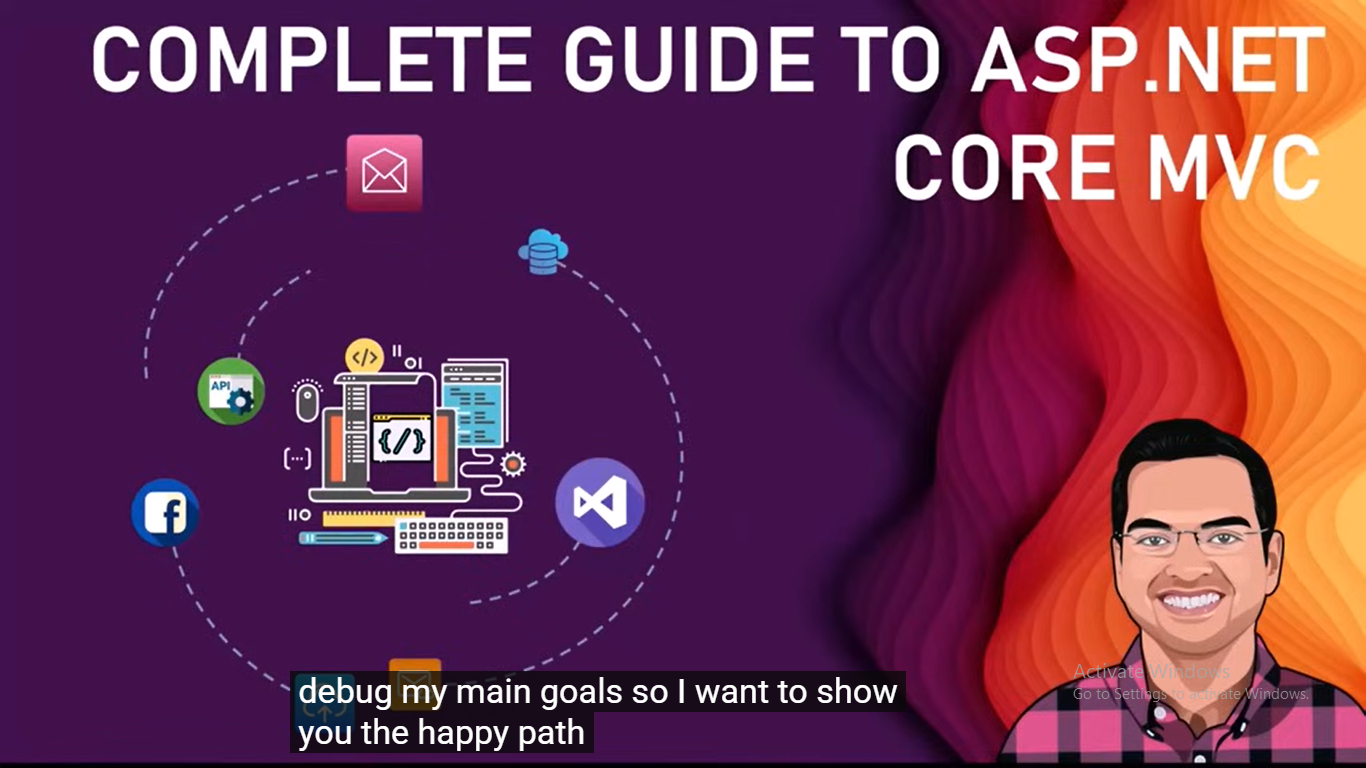 COMPLETE GUIDE TO ASP.NET
CORE MVC
API
debug my main goals so I want to show
you the happy path
Activate Windows
Go to Settings to activate Windows.